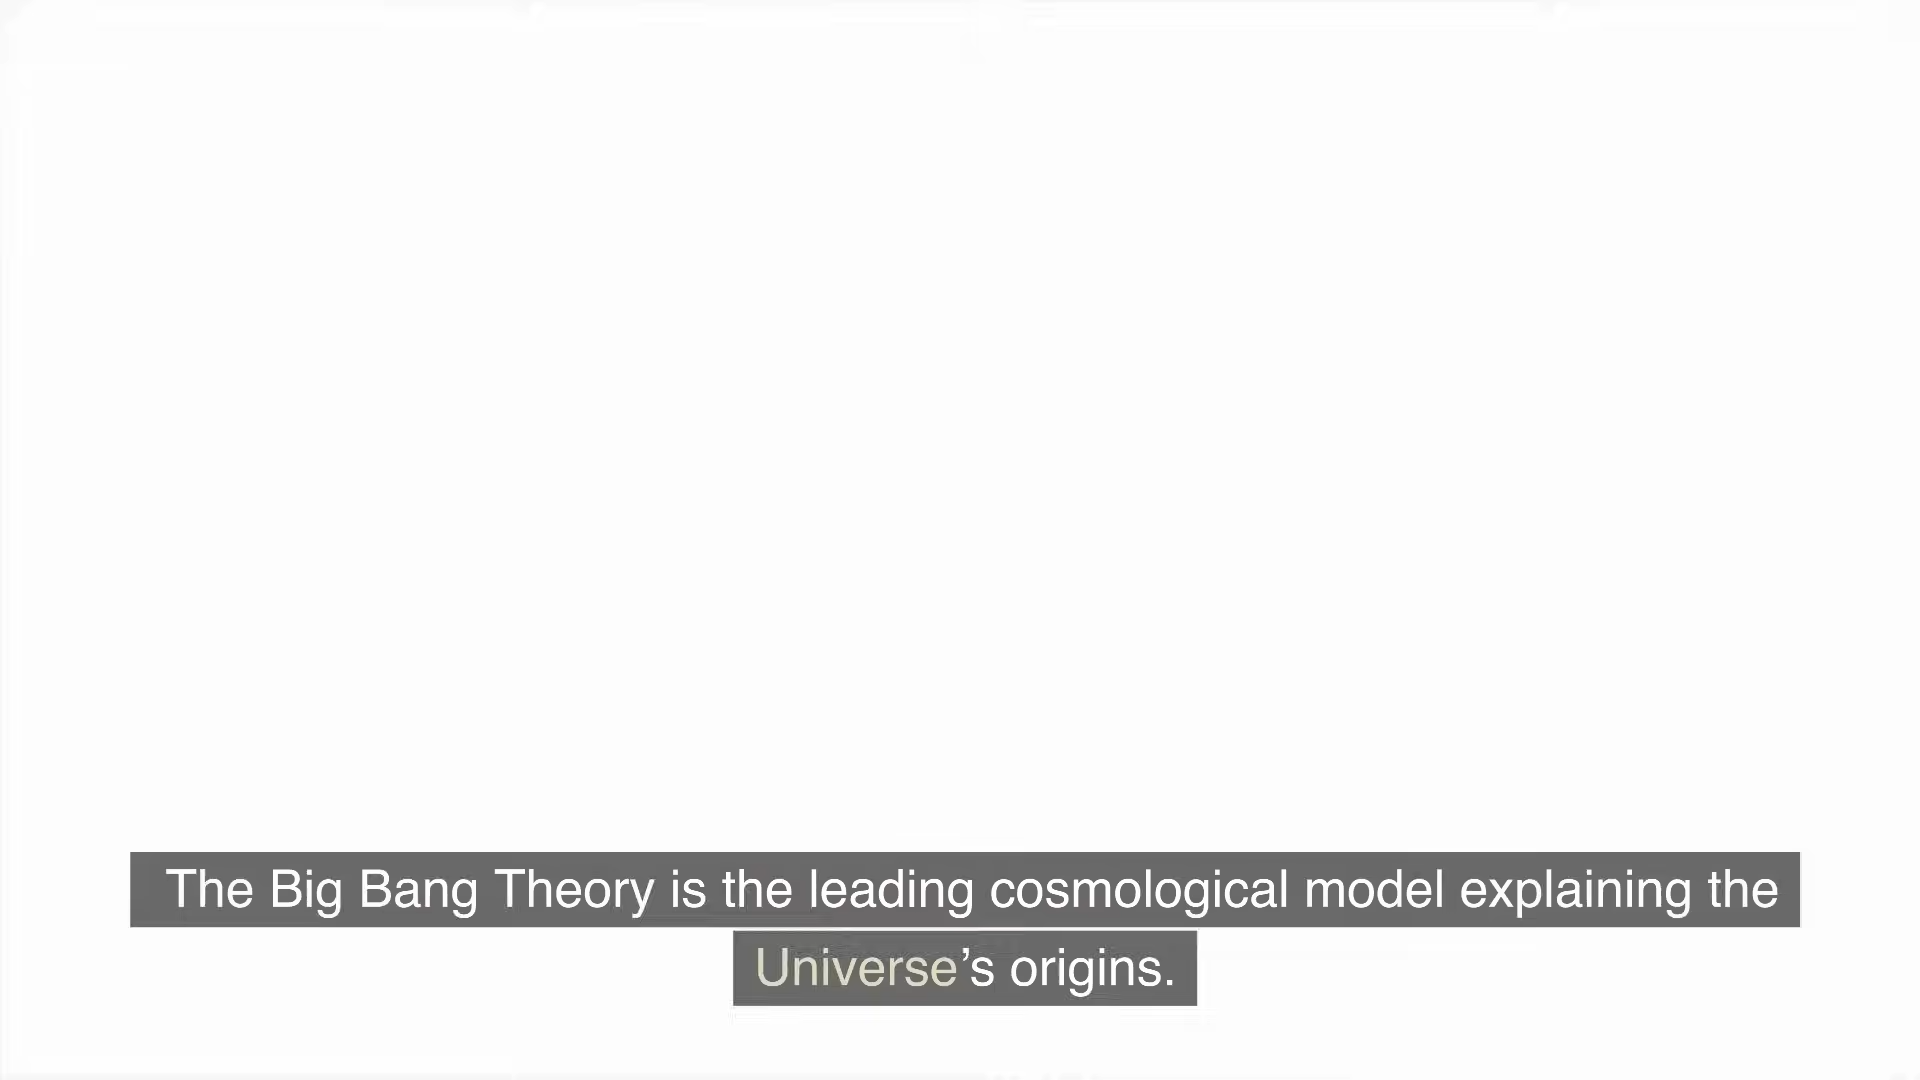 The Big Bang Theory is the leading cosmological model explaining the
Universe’s origins.